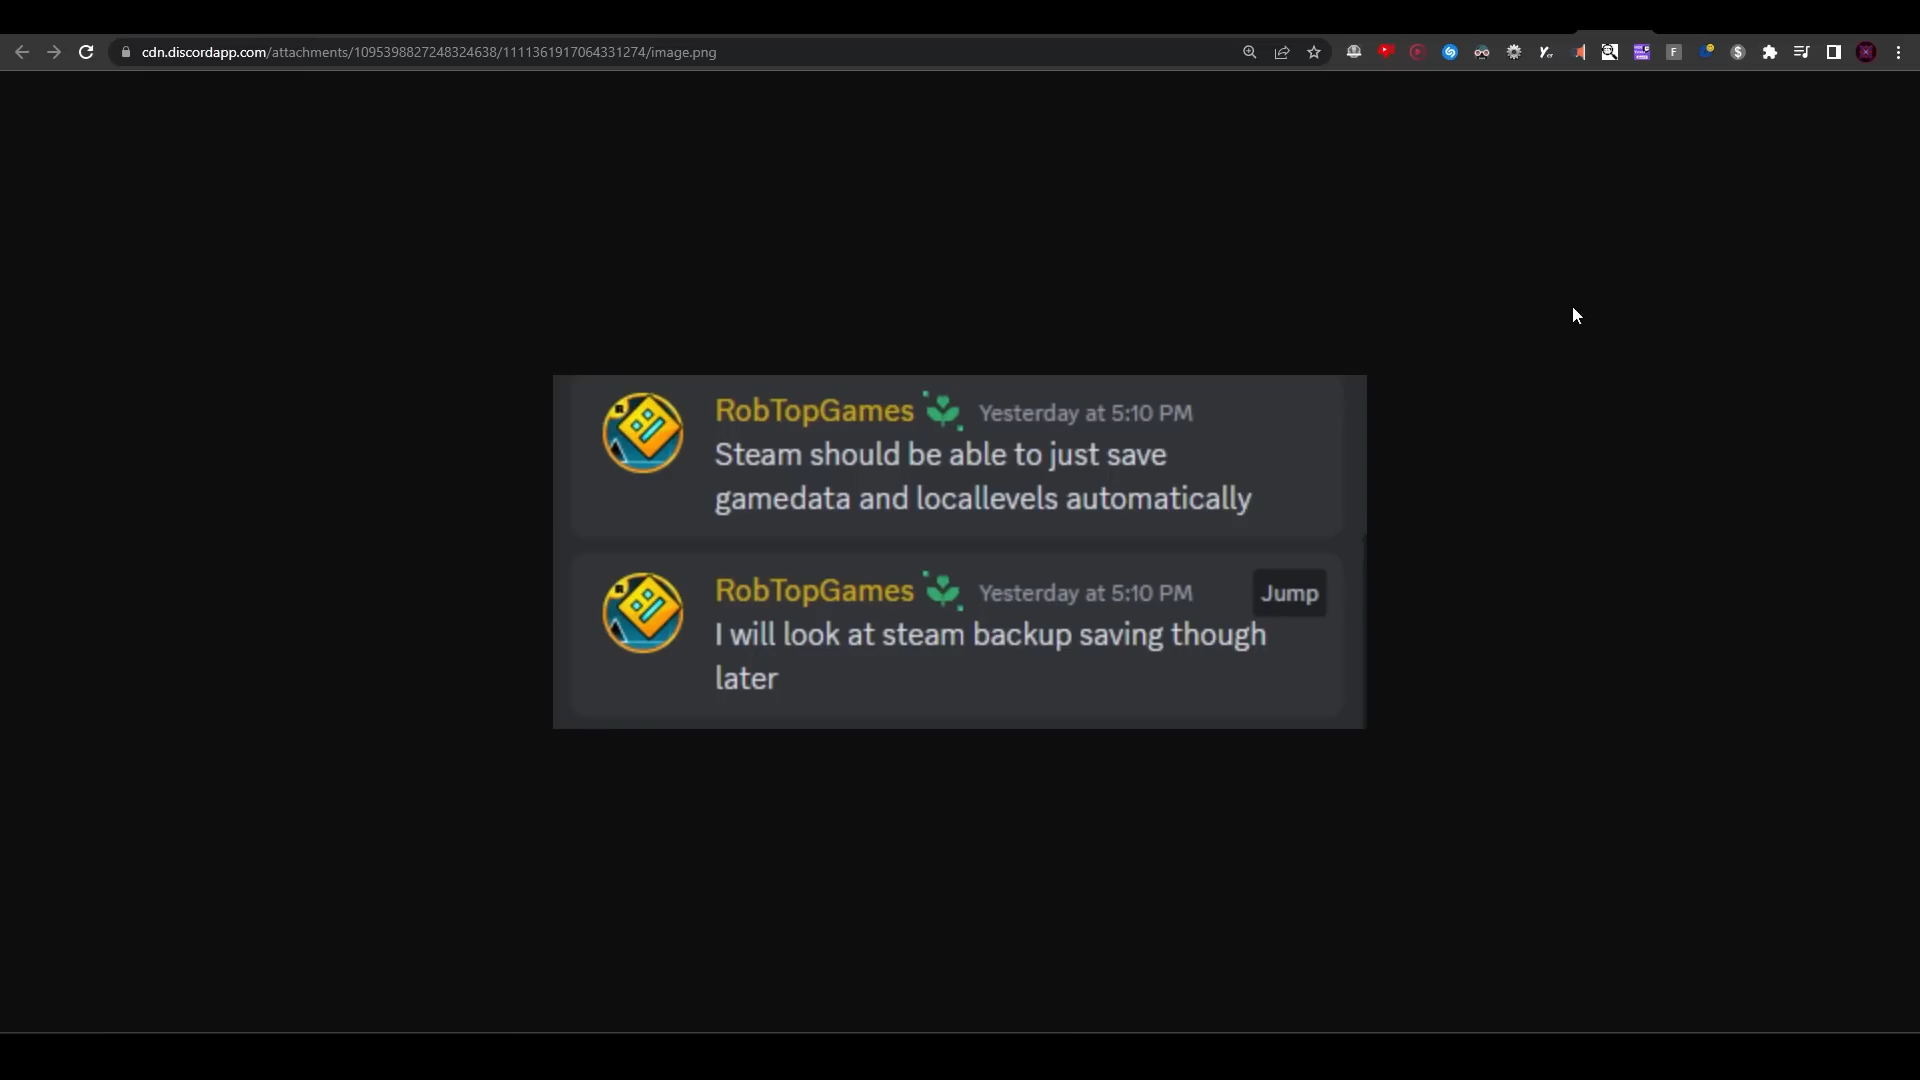 cdn.discordapp.com/attachments/1095398827248324638/1111361917064331274/image.png
RobTopGames Yesterday at 5:10 PM
Steam should be able to just save
gamedata and locallevels automatically
RobTopGames Yesterday at 5:10 PM Jump
I will look at steam backup saving though
later